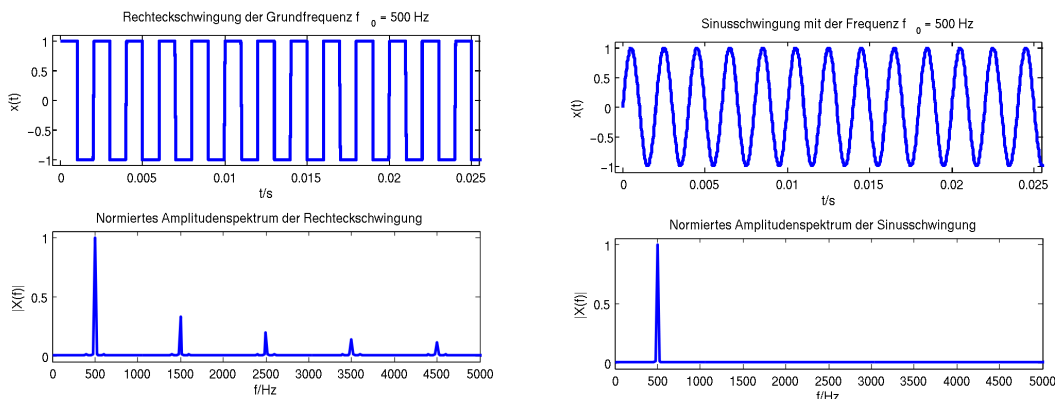 Rechteckschwingung der Grundfrequenz f 0 = 500 Hz
1
0.5
0
−0.5
−1
x(t)
0 0.005 0.01 0.015 0.02 0.025
t/s
Normiertes Amplitudenspektrum der Rechteckschwingung
1
0.5
0
|X(f)|
0 500 1000 1500 2000 2500 3000 3500 4000 4500 5000
f/Hz
Sinusschwingung mit der Frequenz f 0 = 500 Hz
1
0.5
0
−0.5
−1
x(t)
0 0.005 0.01 0.015 0.02 0.025
t/s
Normiertes Amplitudenspektrum der Sinusschwingung
1
0.5
0
|X(f)|
0 500 1000 1500 2000 2500 3000 3500 4000 4500 5000
f/Hz